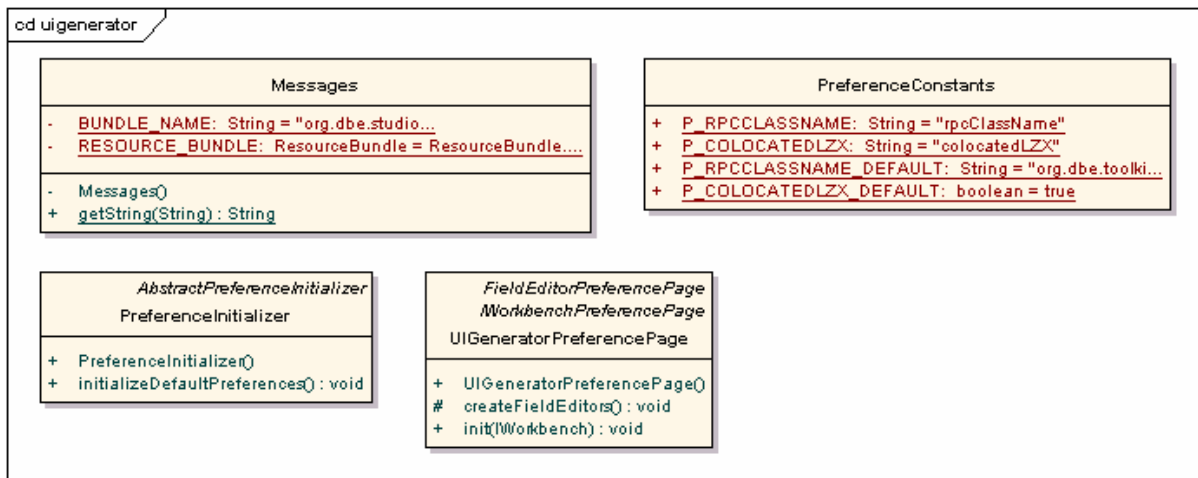 cd uigenerator
Messages
- BUNDLE_NAME: String = "org.dbe.studio...
- RESOURCE_BUNDLE: ResourceBundle = ResourceBundle....
- Messages()
+ getString(String) : String
PreferenceConstants
+ P_RPCCLASSNAME: String = "rpcClassName"
+ P_COLOCATEDLZX: String = "colocatedLZX"
+ P_RPCCLASSNAME_DEFAULT: String = "org.dbe.toolki...
+ P_COLOCATEDLZX_DEFAULT: boolean = true
AbstractPreferenceInitializer
PreferenceInitializer
+ PreferenceInitializer()
+ initializeDefaultPreferences() : void
FieldEditorPreferencePage
IWorkbenchPreferencePage
UIGeneratorPreferencePage
+ UIGeneratorPreferencePage()
# createFieldEditors() : void
+ init(IWorkbench) : void